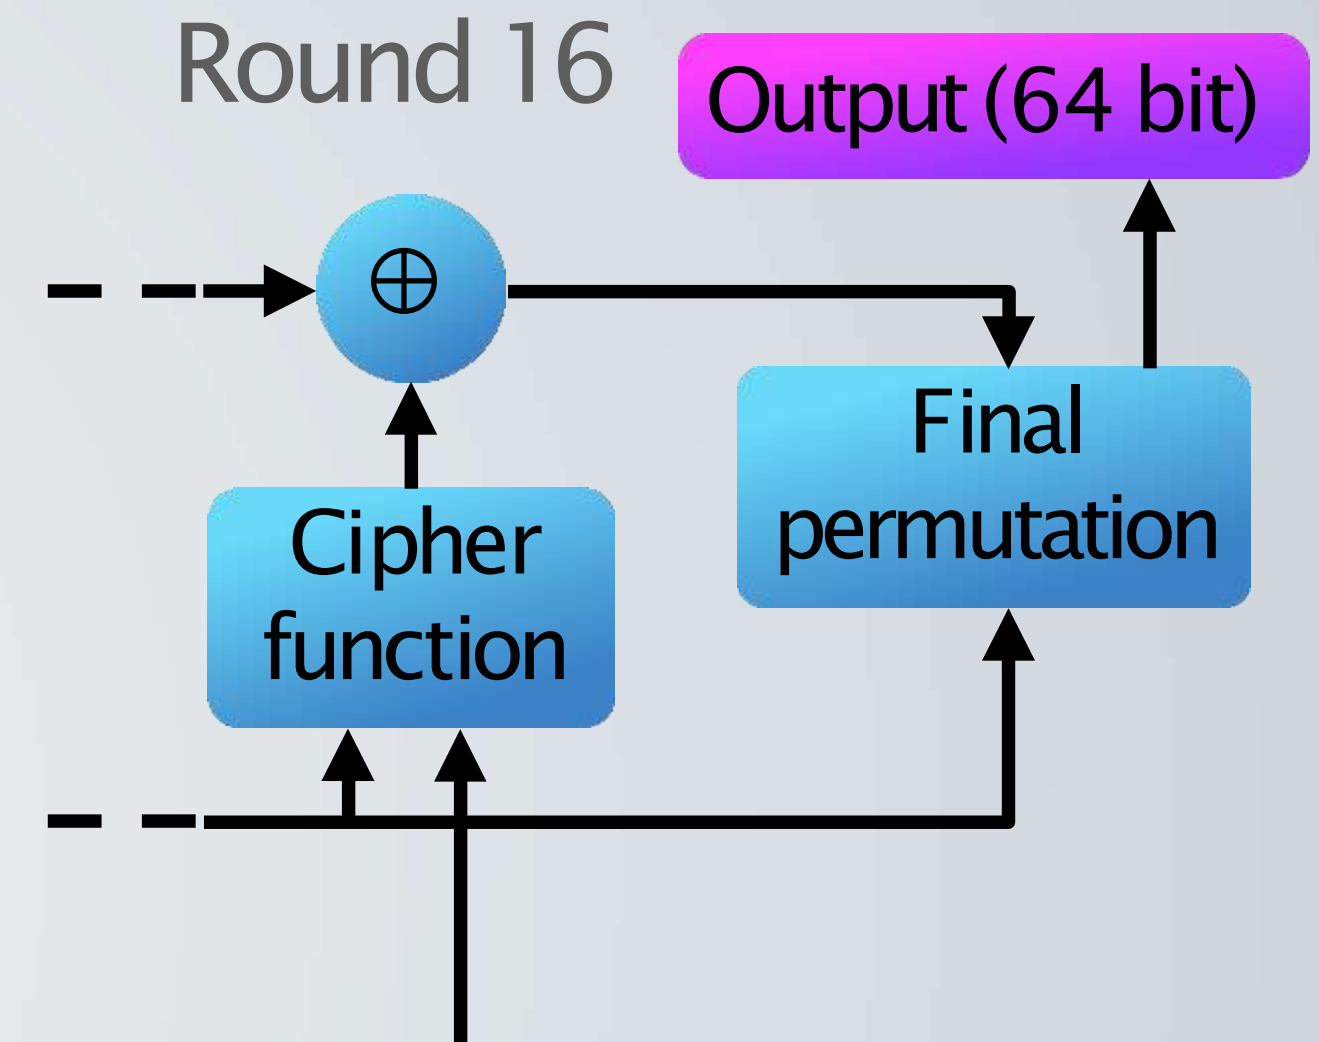 Round 16
Output (64 bit)
⊕
Final
permutation
Cipher
function